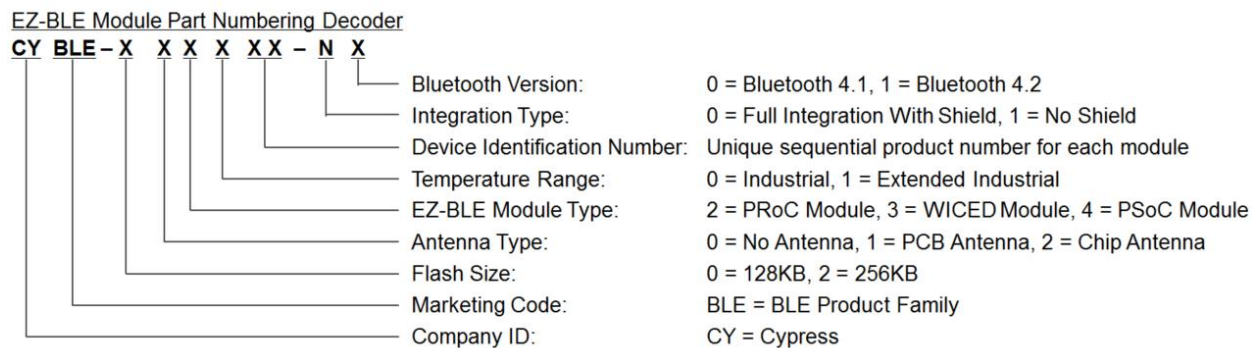 EZ-BLE Module Part Numbering Decoder
CY BLE – X X X X X X – N X
Bluetooth Version: 0 = Bluetooth 4.1, 1 = Bluetooth 4.2
Integration Type: 0 = Full Integration With Shield, 1 = No Shield
Device Identification Number: Unique sequential product number for each module
Temperature Range: 0 = Industrial, 1 = Extended Industrial
EZ-BLE Module Type: 2 = PRoC Module, 3 = WICED Module, 4 = PSoC Module
Antenna Type: 0 = No Antenna, 1 = PCB Antenna, 2 = Chip Antenna
Flash Size: 0 = 128KB, 2 = 256KB
Marketing Code: BLE = BLE Product Family
Company ID: CY = Cypress